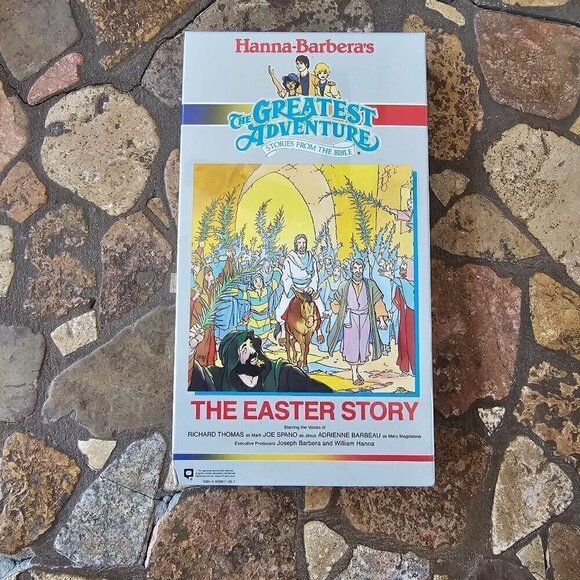 Hanna-Barbera's
The GREATEST
ADVENTURE
STORIES FROM THE BIBLE
THE EASTER STORY
Starring the Voices of
RICHARD THOMAS as Mark JOE SPANO as Jesus ADRIENNE BARBEAU as Mary Magdalene
Executive Producers Joseph Barbera and William Hanna